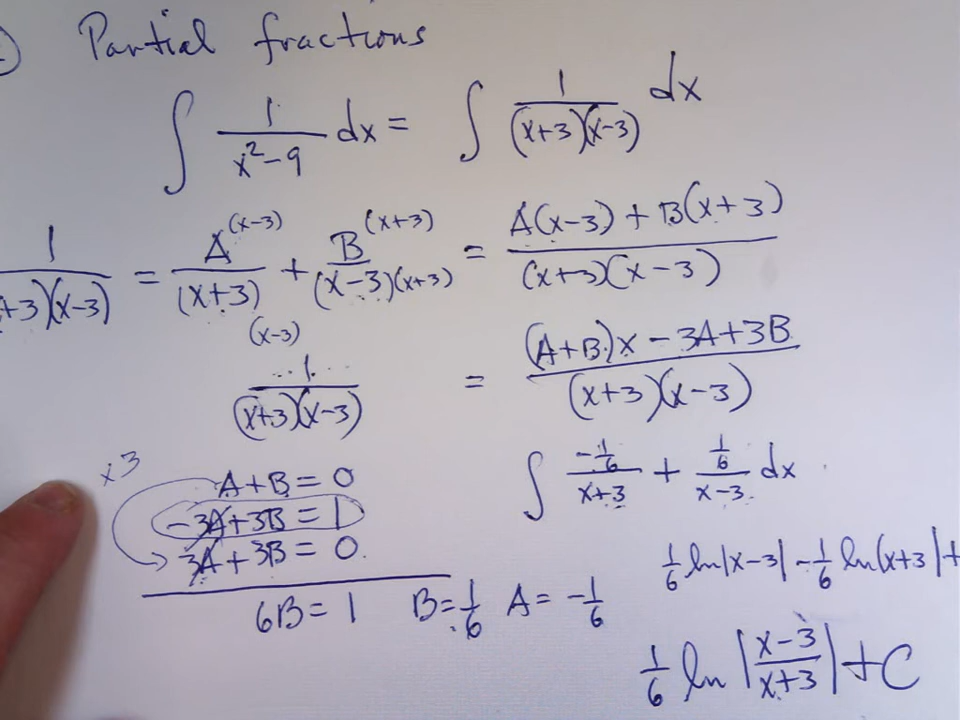 Partial fractions
∫ 1/(x²-9) dx = ∫ 1/((x+3)(x-3)) dx
1/(+3)(x-3) = A(x-3)/((x+3)(x-3)) + B(x+3)/((x-3)(x+3)) = (A(x-3) + B(x+3))/((x+3)(x-3))
1/((x+3)(x-3)) = ((A+B)x - 3A+3B)/((x+3)(x-3))
x3
A+B = 0
-3A+3B = 1
3A+3B = 0
6B = 1 B = 1/6 A = -1/6
∫ (-1/6)/(x+3) + (1/6)/(x-3) dx
1/6 ln|x-3| - 1/6 ln|x+3| +
1/6 ln |(x-3)/(x+3)| + C